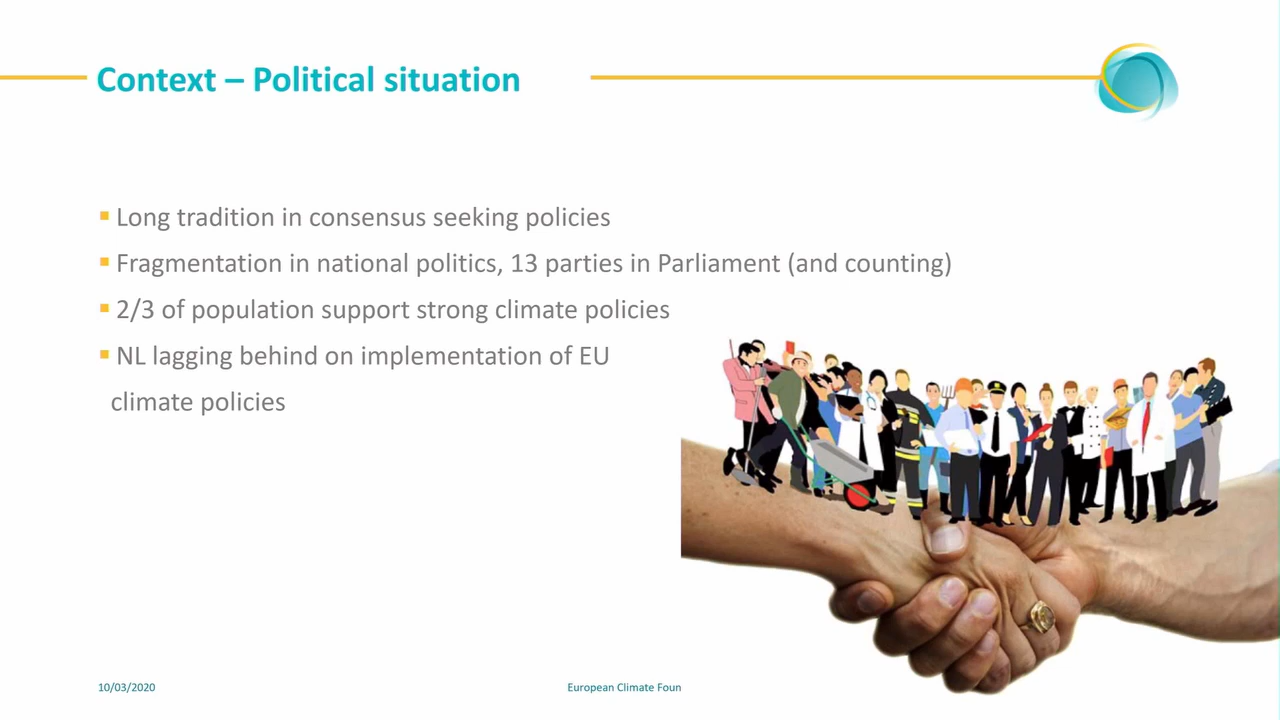 Context – Political situation
▪ Long tradition in consensus seeking policies
▪ Fragmentation in national politics, 13 parties in Parliament (and counting)
▪ 2/3 of population support strong climate policies
▪ NL lagging behind on implementation of EU
climate policies
10/03/2020
European Climate Foun